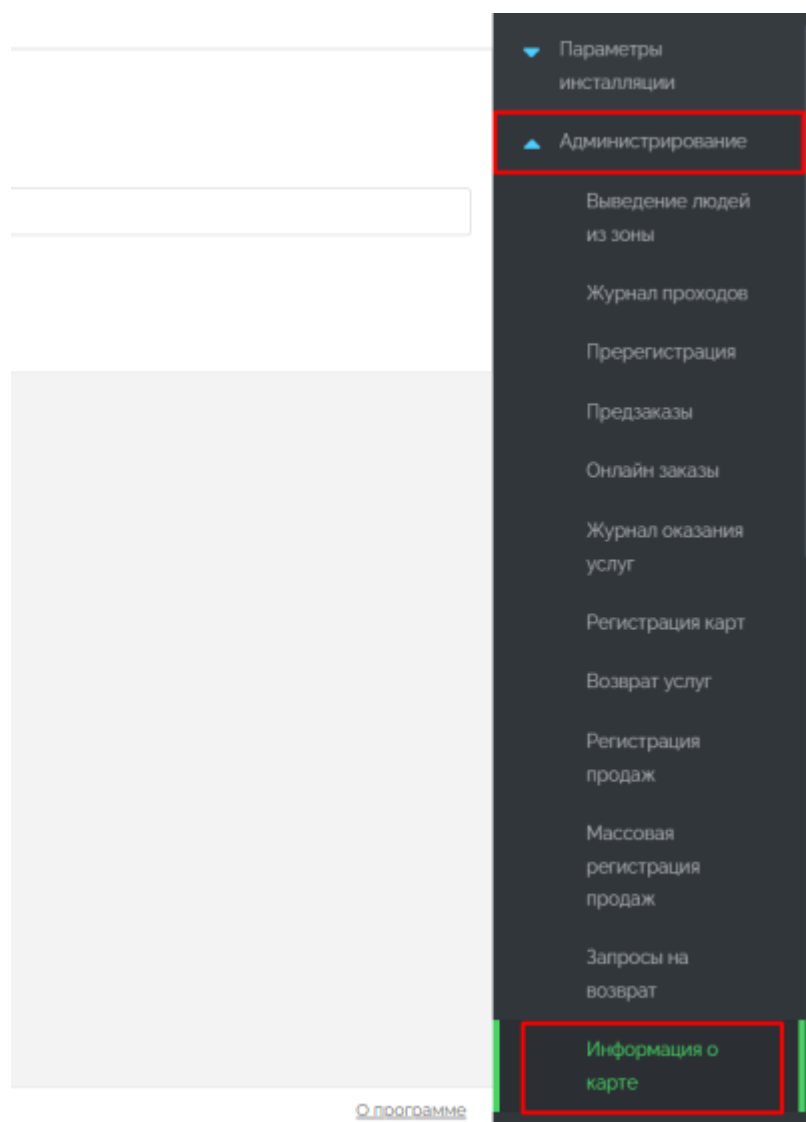 Параметры
инсталляции
Администрирование
Выведение людей
из зоны
Журнал проходов
Пререгистрация
Предзаказы
Онлайн заказы
Журнал оказания
услуг
Регистрация карт
Возврат услуг
Регистрация
продаж
Массовая
регистрация
продаж
Запросы на
возврат
Информация о
карте
О программе